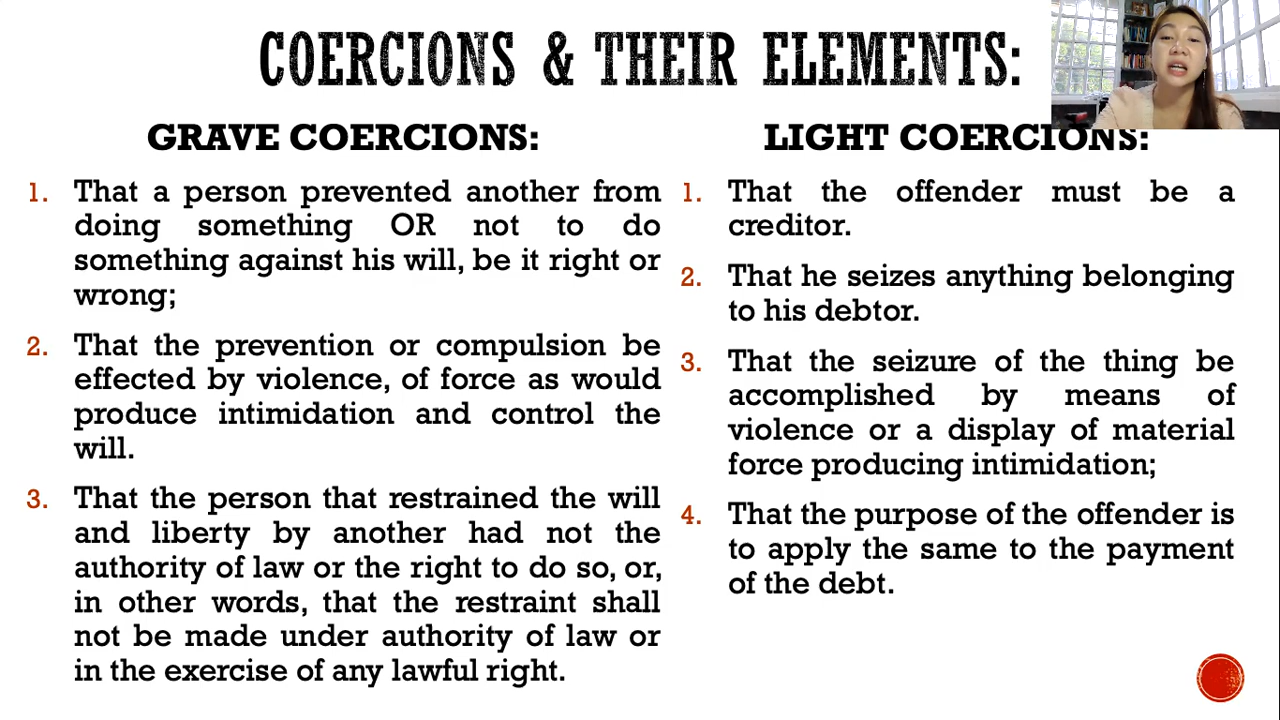 COERCIONS & THEIR ELEMENTS:
GRAVE COERCIONS:
1. That a person prevented another from
doing something OR not to do
something against his will, be it right or
wrong;
2. That the prevention or compulsion be
effected by violence, of force as would
produce intimidation and control the
will.
3. That the person that restrained the will
and liberty by another had not the
authority of law or the right to do so, or,
in other words, that the restraint shall
not be made under authority of law or
in the exercise of any lawful right.
LIGHT COERCIONS:
1. That the offender must be a
creditor.
2. That he seizes anything belonging
to his debtor.
3. That the seizure of the thing be
accomplished by means of
violence or a display of material
force producing intimidation;
4. That the purpose of the offender is
to apply the same to the payment
of the debt.